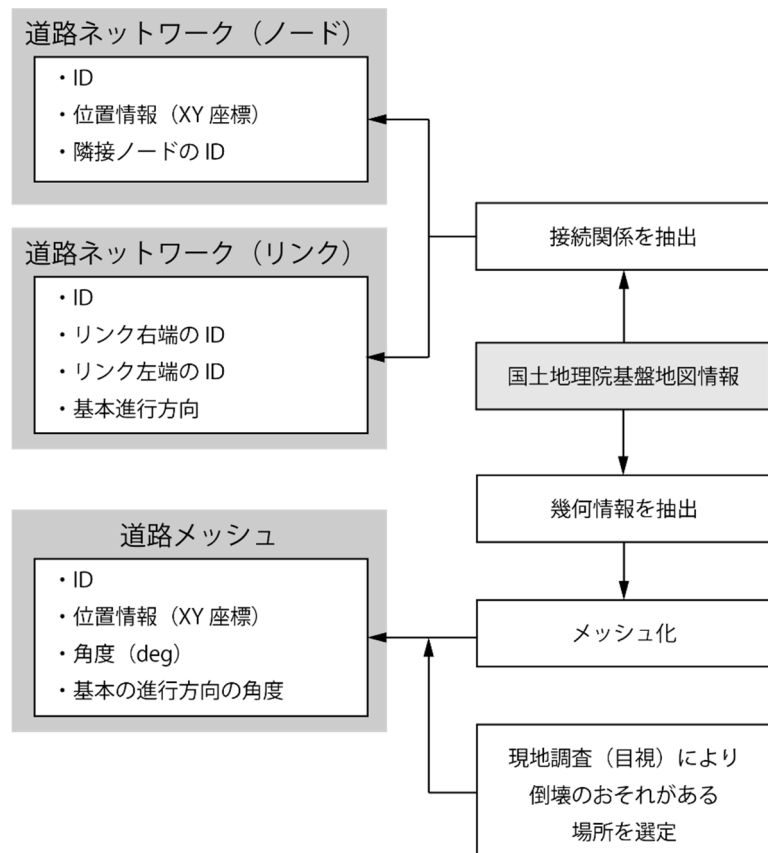 道路ネットワーク（ノード）
・ID
・位置情報（XY 座標）
・隣接ノードの ID
道路ネットワーク（リンク）
・ID
・リンク右端の ID
・リンク左端の ID
・基本進行方向
道路メッシュ
・ID
・位置情報（XY 座標）
・角度（deg）
・基本の進行方向の角度
接続関係を抽出
国土地理院基盤地図情報
幾何情報を抽出
メッシュ化
現地調査（目視）により
倒壊のおそれがある
場所を選定